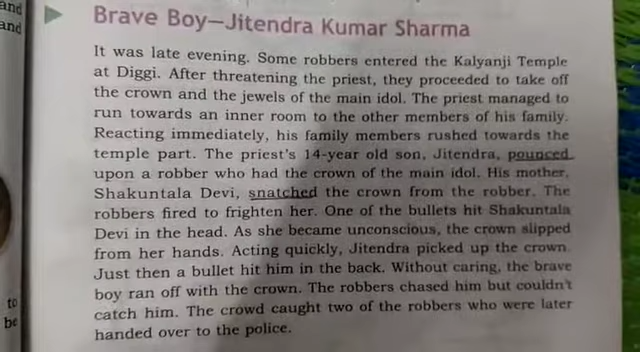 and
and
Brave Boy—Jitendra Kumar Sharma
It was late evening. Some robbers entered the Kalyanji Temple
at Diggi. After threatening the priest, they proceeded to take off
the crown and the jewels of the main idol. The priest managed to
run towards an inner room to the other members of his family.
Reacting immediately, his family members rushed towards the
temple part. The priest's 14-year old son, Jitendra, pounced
upon a robber who had the crown of the main idol. His mother,
Shakuntala Devi, snatched the crown from the robber. The
robbers fired to frighten her. One of the bullets hit Shakuntala
Devi in the head. As she became unconscious, the crown slipped
from her hands. Acting quickly, Jitendra picked up the crown.
Just then a bullet hit him in the back. Without caring, the brave
boy ran off with the crown. The robbers chased him but couldn't
catch him. The crowd caught two of the robbers who were later
handed over to the police.
to
be